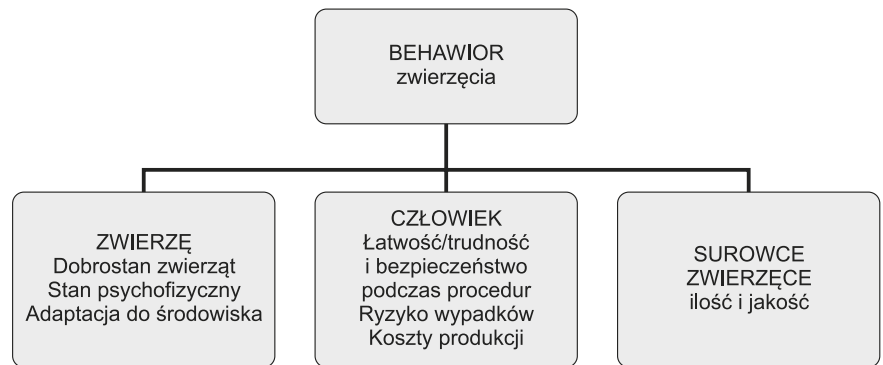 BEHAWIOR
zwierzęcia
ZWIERZĘ
Dobrostan zwierząt
Stan psychofizyczny
Adaptacja do środowiska
CZŁOWIEK
Łatwość/trudność
i bezpieczeństwo
podczas procedur
Ryzyko wypadków
Koszty produkcji
SUROWCE
ZWIERZĘCE
ilość i jakość